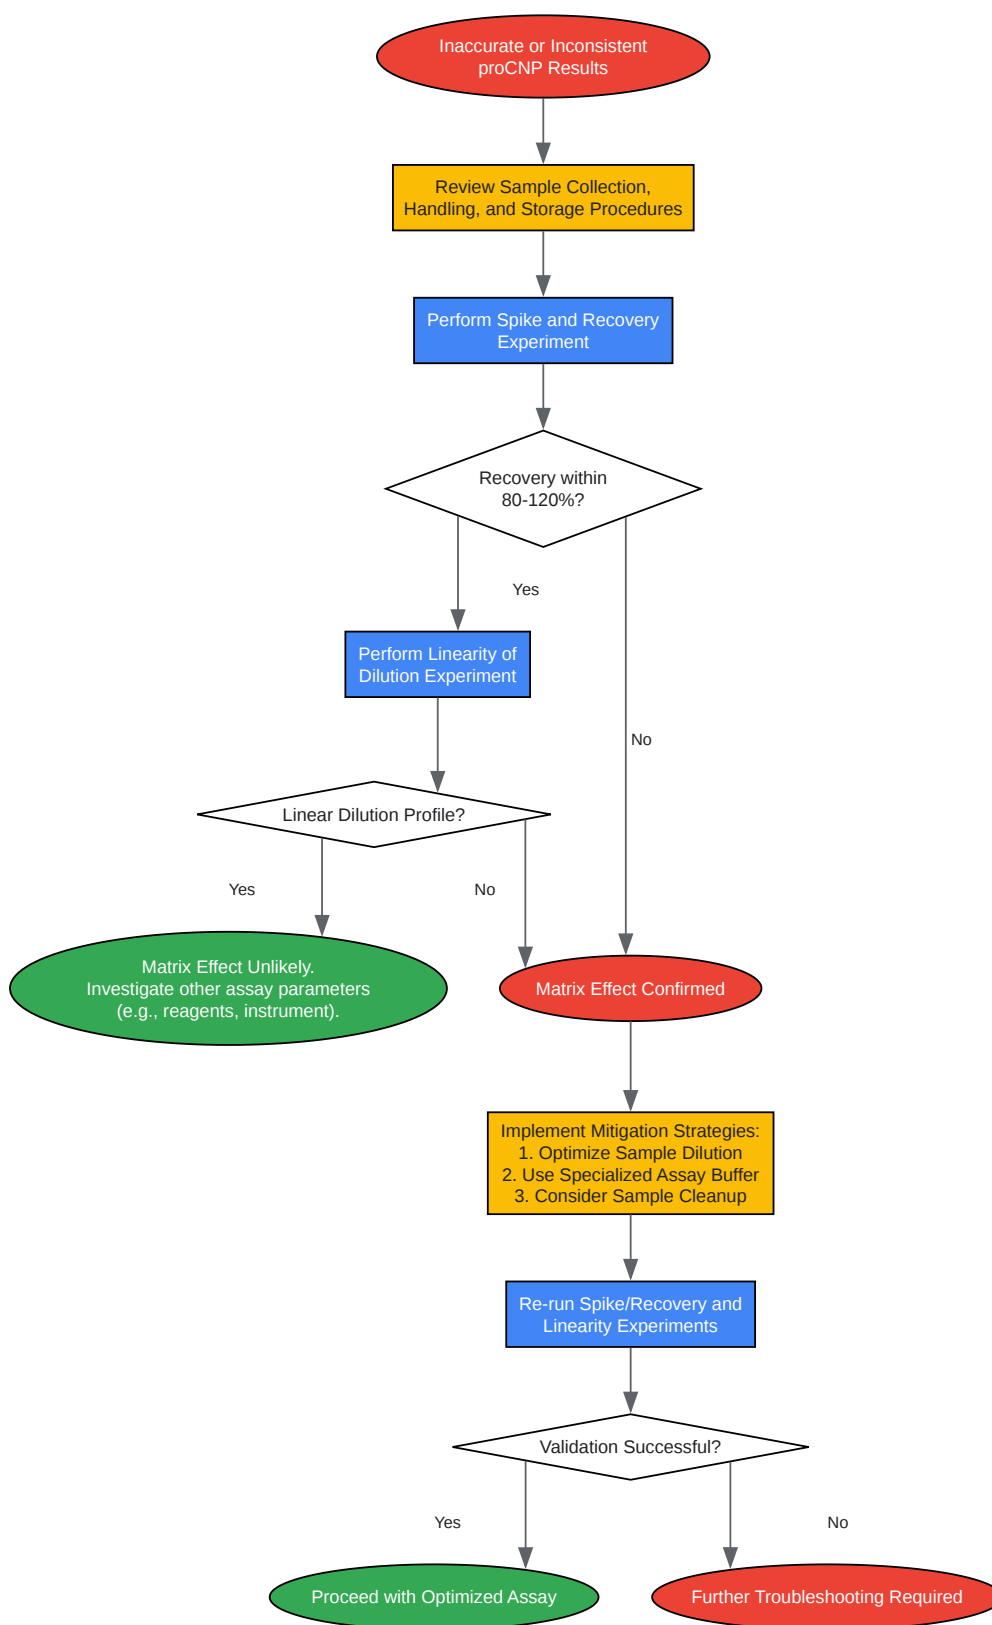 Inaccurate or Inconsistent
proCNP Results
Review Sample Collection,
Handling, and Storage Procedures
Perform Spike and Recovery
Experiment
Recovery within
80-120%?
Yes
Perform Linearity of
Dilution Experiment
No
Linear Dilution Profile?
Yes
No
Matrix Effect Unlikely.
Investigate other assay parameters
(e.g., reagents, instrument).
Matrix Effect Confirmed
Implement Mitigation Strategies:
1. Optimize Sample Dilution
2. Use Specialized Assay Buffer
3. Consider Sample Cleanup
Re-run Spike/Recovery and
Linearity Experiments
Validation Successful?
Yes
No
Proceed with Optimized Assay
Further Troubleshooting Required